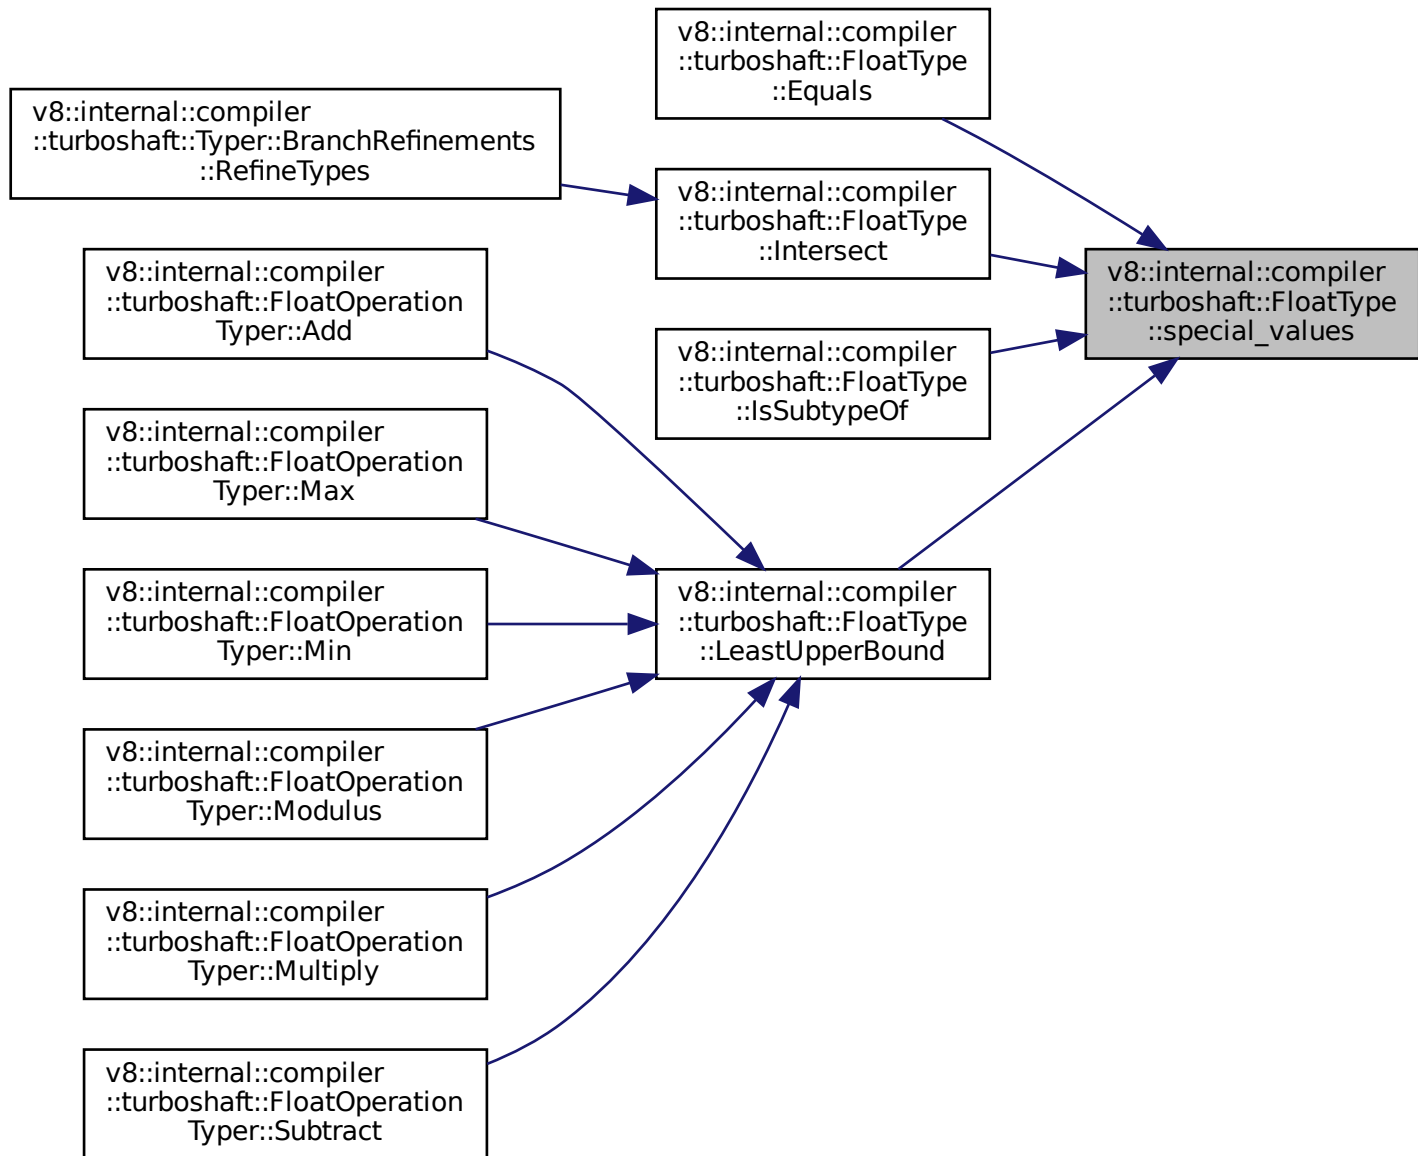 v8::internal::compiler
::turboshaft::FloatType
::Equals
v8::internal::compiler
::turboshaft::Typer::BranchRefinements
::RefineTypes
v8::internal::compiler
::turboshaft::FloatType
::Intersect
v8::internal::compiler
::turboshaft::FloatOperation
Typer::Add
v8::internal::compiler
::turboshaft::FloatType
::special_values
v8::internal::compiler
::turboshaft::FloatType
::IsSubtypeOf
v8::internal::compiler
::turboshaft::FloatOperation
Typer::Max
v8::internal::compiler
::turboshaft::FloatOperation
Typer::Min
v8::internal::compiler
::turboshaft::FloatType
::LeastUpperBound
v8::internal::compiler
::turboshaft::FloatOperation
Typer::Modulus
v8::internal::compiler
::turboshaft::FloatOperation
Typer::Multiply
v8::internal::compiler
::turboshaft::FloatOperation
Typer::Subtract